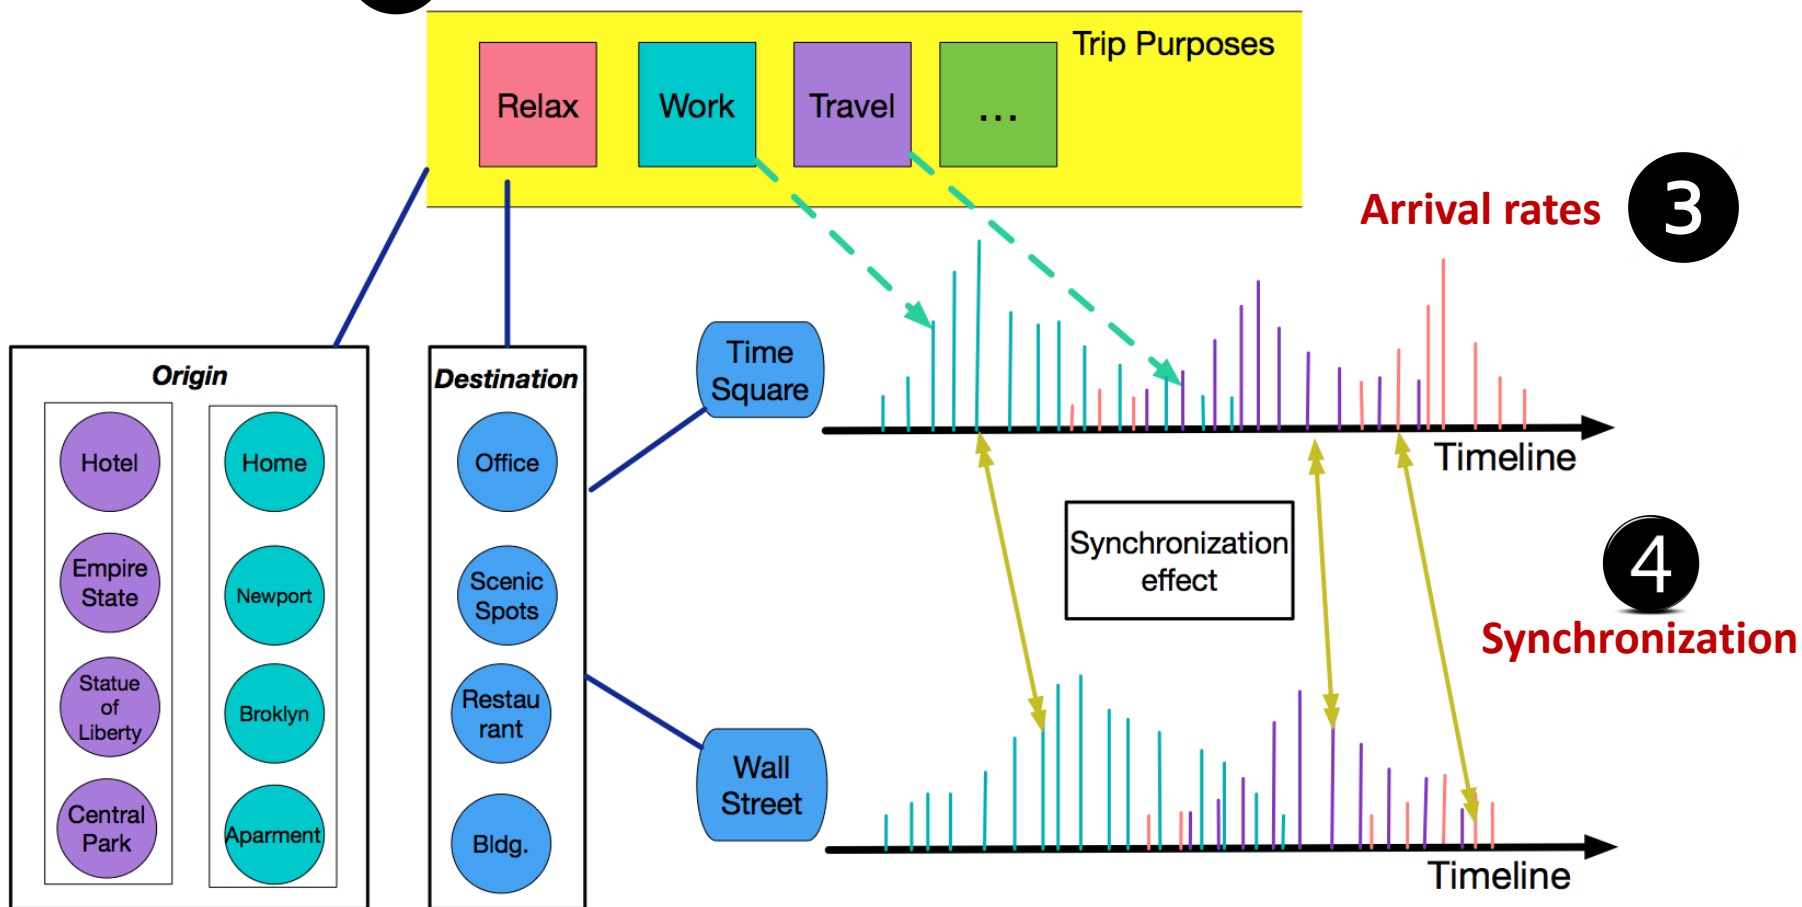 Trip Purposes
Relax
Work
Travel
...
Arrival rates
3
Origin
Destination
Time
Square
Hotel
Home
Office
Timeline
Empire
State
Newport
Scenic
Spots
Synchronization
effect
4
Synchronization
Statue
of
Liberty
Broklyn
Restau
rant
Wall
Street
Central
Park
Aparment
Bldg.
Timeline